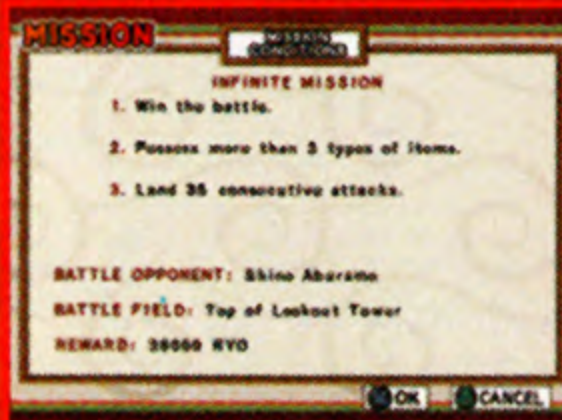 MISSION
MISSION
CONDITIONS
INFINITE MISSION
1. Win the battle.
2. Possess more than 3 types of items.
3. Land 35 consecutive attacks.
BATTLE OPPONENT: Shino Aburame
BATTLE FIELD: Top of Lookout Tower
REWARD: RYO
OK CANCEL